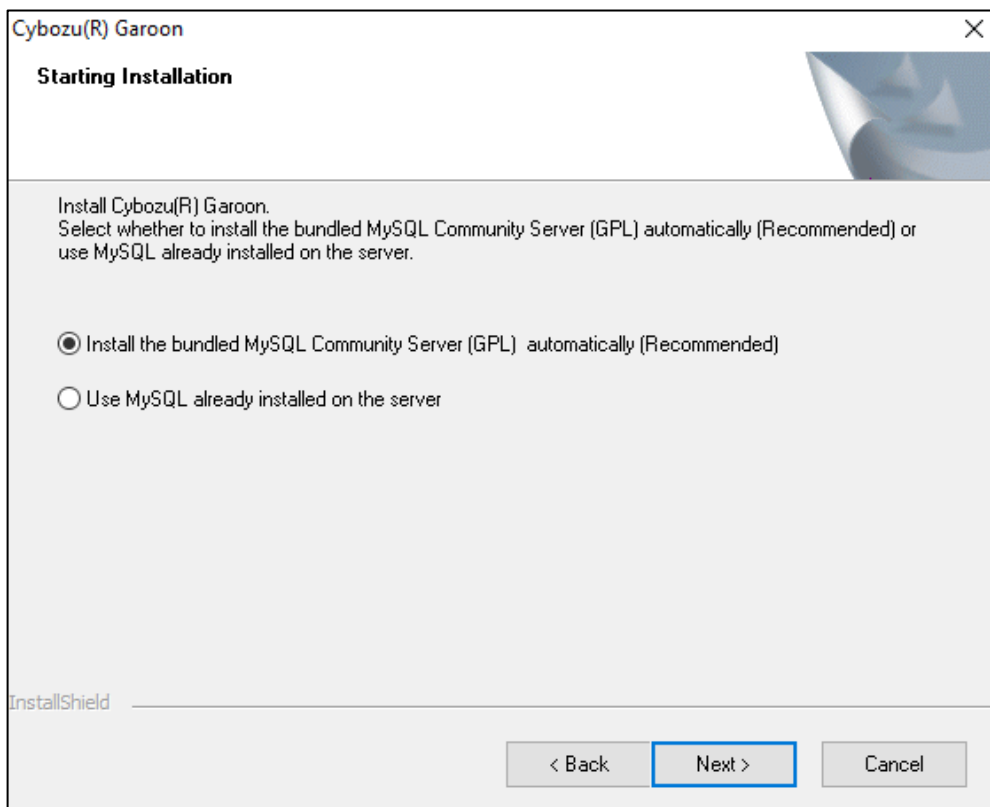 Cybozu(R) Garoon
Starting Installation
Install Cybozu(R) Garoon.
Select whether to install the bundled MySQL Community Server (GPL) automatically (Recommended) or
use MySQL already installed on the server.
Install the bundled MySQL Community Server (GPL)  automatically (Recommended)
Use MySQL already installed on the server
InstallShield
< Back
Next >
Cancel